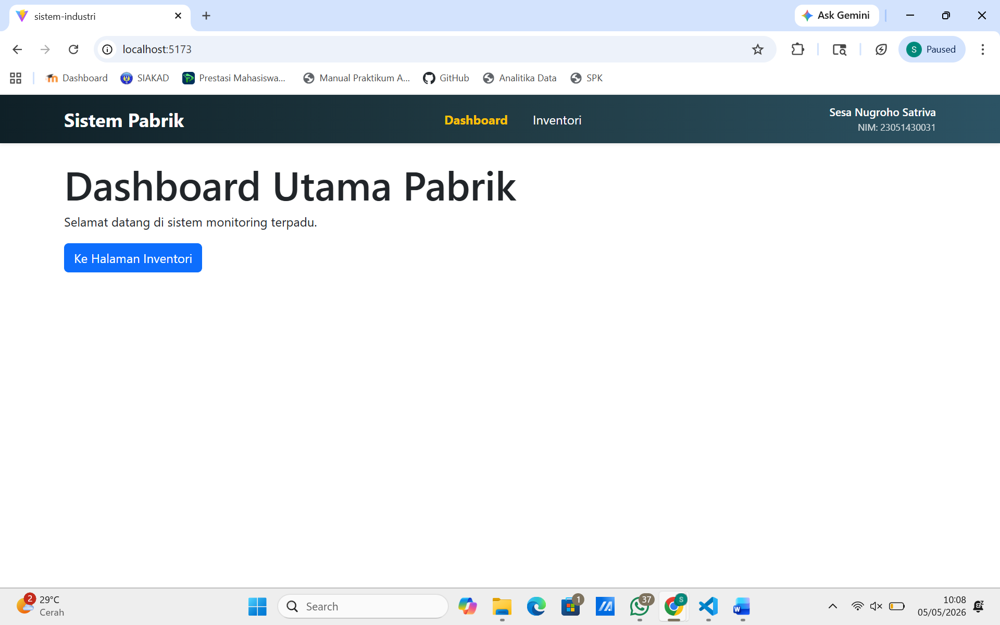 sistem-industri
Ask Gemini
localhost:5173
S
Paused
Dashboard
SIAKAD
Prestasi Mahasiswa...
Manual Praktikum A...
GitHub
Analitika Data
SPK
Sistem Pabrik
Dashboard
Inventori
Sesa Nugroho Satriva
NIM: 23051430031
Dashboard Utama Pabrik
Selamat datang di sistem monitoring terpadu.
Ke Halaman Inventori
2
29°C
Cerah
Search
1
37
S
W
10:08
05/05/2026